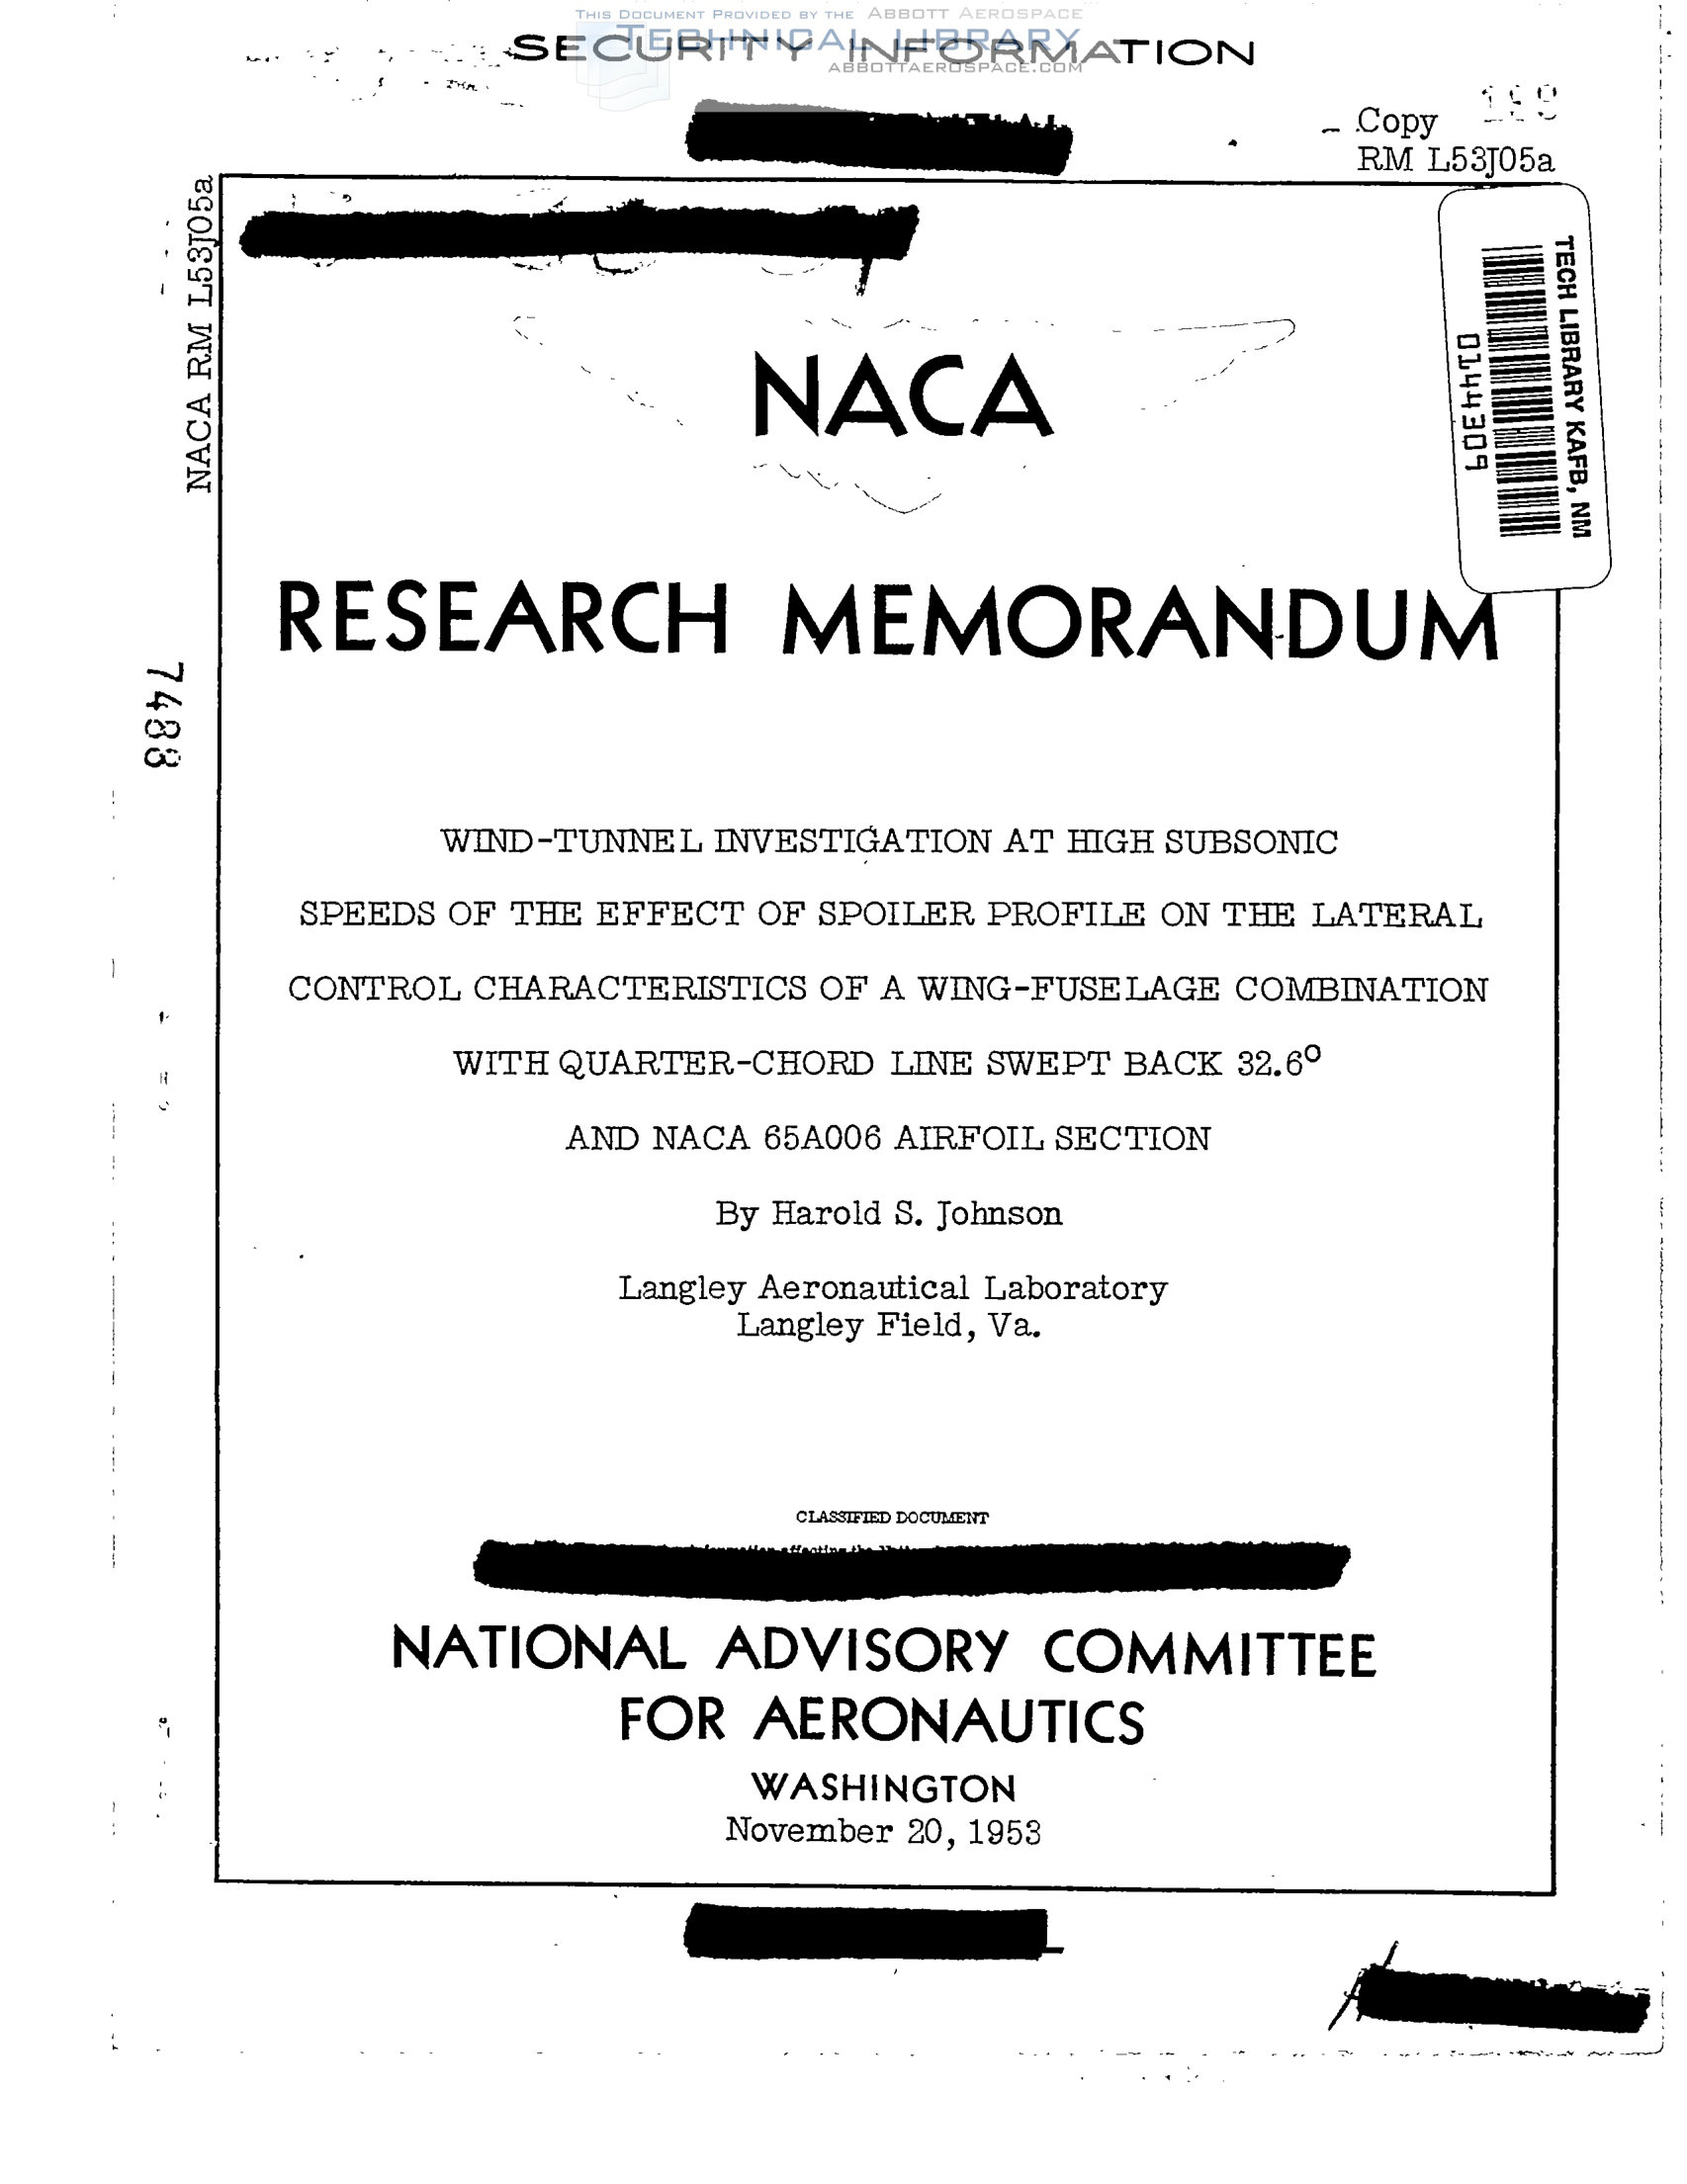 THIS DOCUMENT PROVIDED BY THE ABBOTT AEROSPACE
TECHNICAL LIBRARY
ABBOTTAEROSPACE.COM
SECURITY INFORMATION
Copy
RM L53J05a
NACA RM L53J05a
TECH LIBRARY KAFB, NM
0144309
NACA
RESEARCH MEMORANDUM
7488
WIND-TUNNEL INVESTIGATION AT HIGH SUBSONIC
SPEEDS OF THE EFFECT OF SPOILER PROFILE ON THE LATERAL
CONTROL CHARACTERISTICS OF A WING-FUSELAGE COMBINATION
WITH QUARTER-CHORD LINE SWEPT BACK 32.6°
AND NACA 65A006 AIRFOIL SECTION
By Harold S. Johnson
Langley Aeronautical Laboratory
Langley Field, Va.
CLASSIFIED DOCUMENT
NATIONAL ADVISORY COMMITTEE
FOR AERONAUTICS
WASHINGTON
November 20, 1953